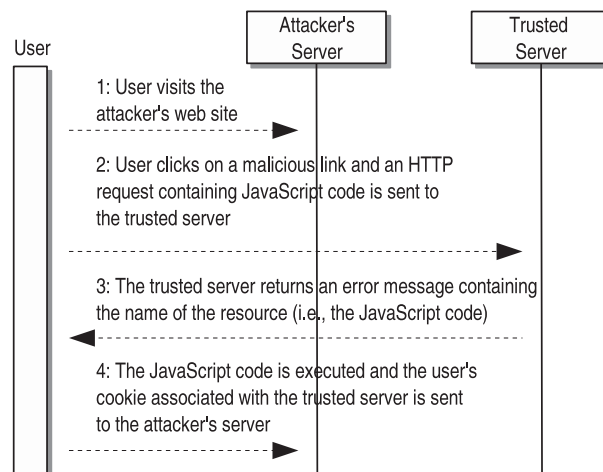 User
Attacker's
Server
Trusted
Server
1: User visits the
attacker's web site
2: User clicks on a malicious link and an HTTP
request containing JavaScript code is sent to
the trusted server
3: The trusted server returns an error message containing
the name of the resource (i.e., the JavaScript code)
4: The JavaScript code is executed and the user's
cookie associated with the trusted server is sent
to the attacker's server